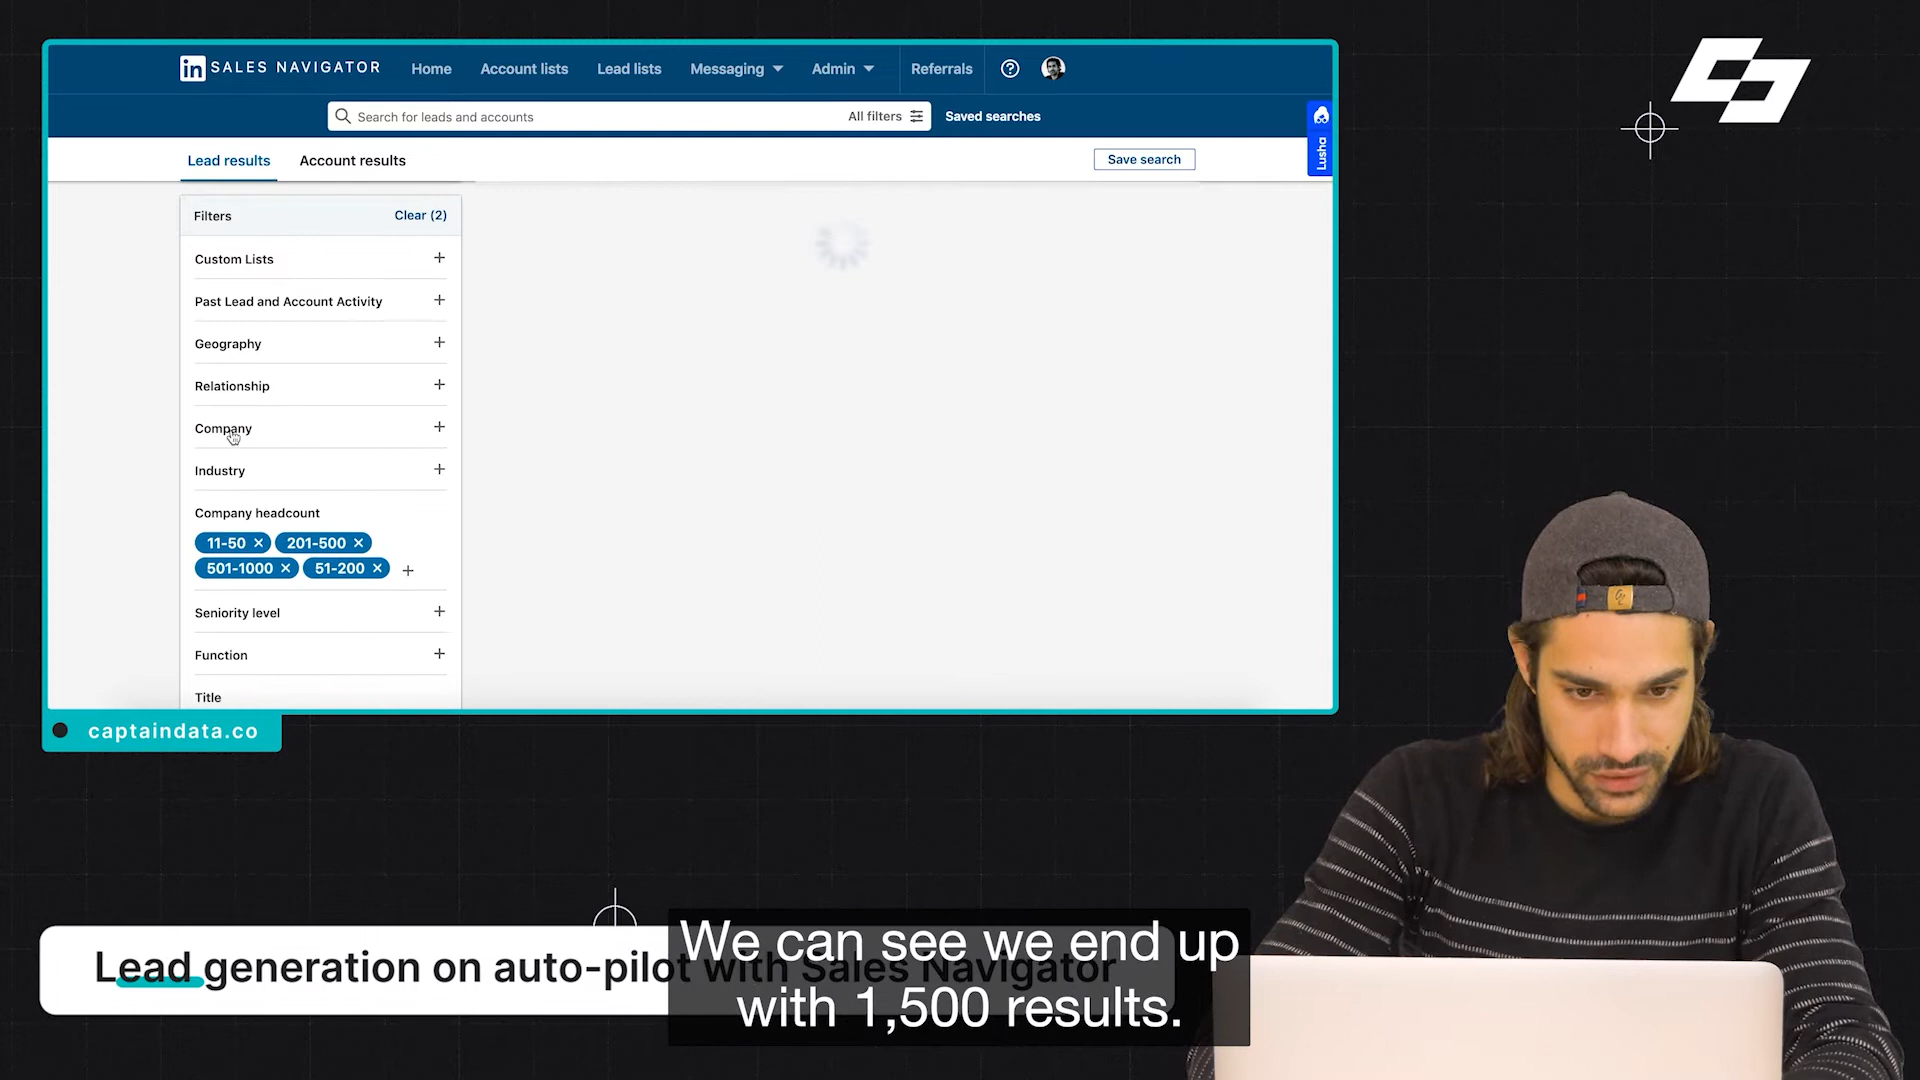 in SALES NAVIGATOR Home Account lists Lead lists Messaging Admin Referrals
Search for leads and accounts All filters Saved searches
Lusha
Lead results Account results Save search
Filters Clear (2)
Custom Lists
Past Lead and Account Activity
Geography
Relationship
Company
Industry
Company headcount
11-50 201-500
501-1000 51-200
Seniority level
Function
Title
captaindata.co
Lead generation on auto-pilot with Sales Navigator
We can see we end up
with 1,500 results.